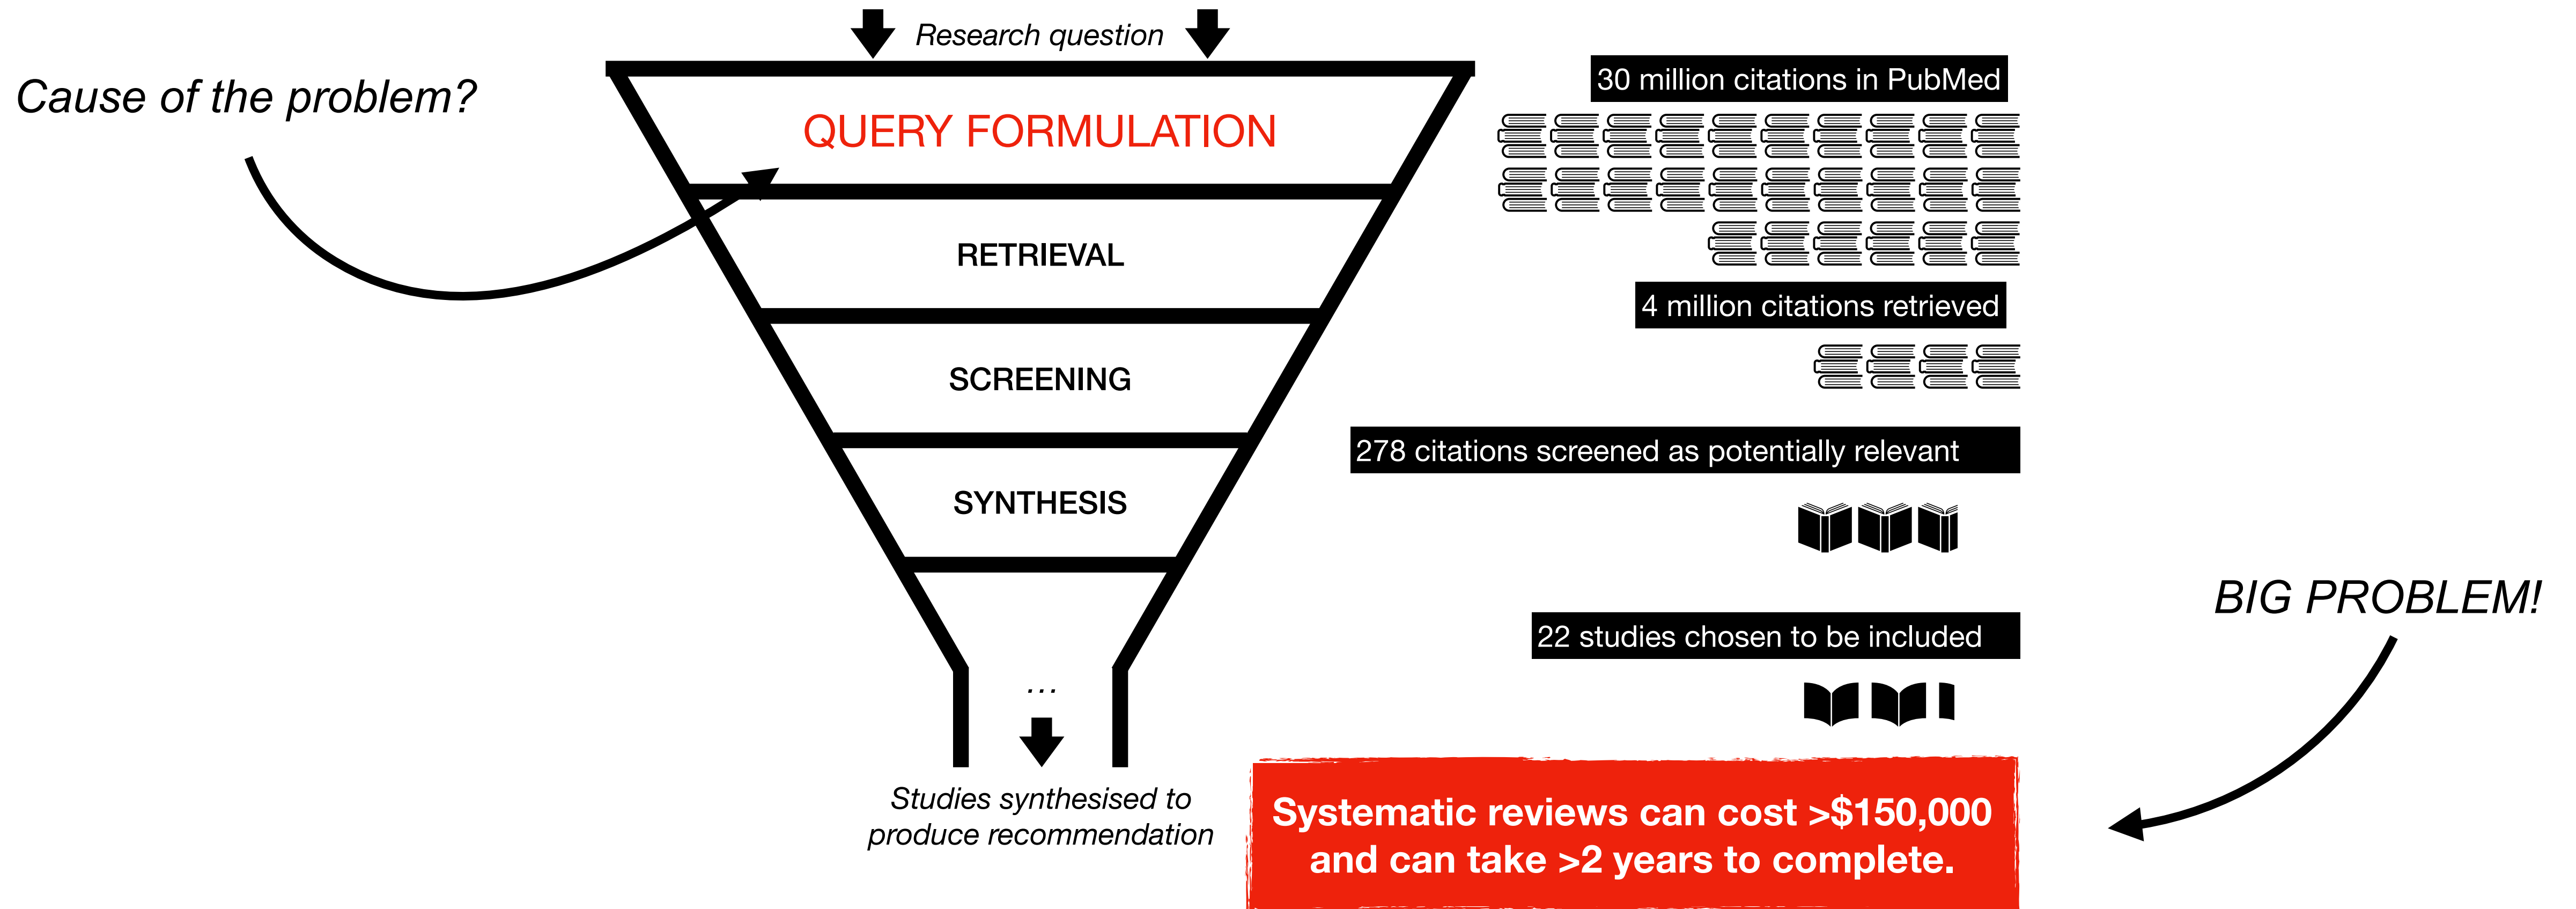 Research question
Cause of the problem?
QUERY FORMULATION
RETRIEVAL
SCREENING
SYNTHESIS
...
Studies synthesised to
produce recommendation
30 million citations in PubMed
4 million citations retrieved
278 citations screened as potentially relevant
22 studies chosen to be included
Systematic reviews can cost >$150,000
and can take >2 years to complete.
BIG PROBLEM!